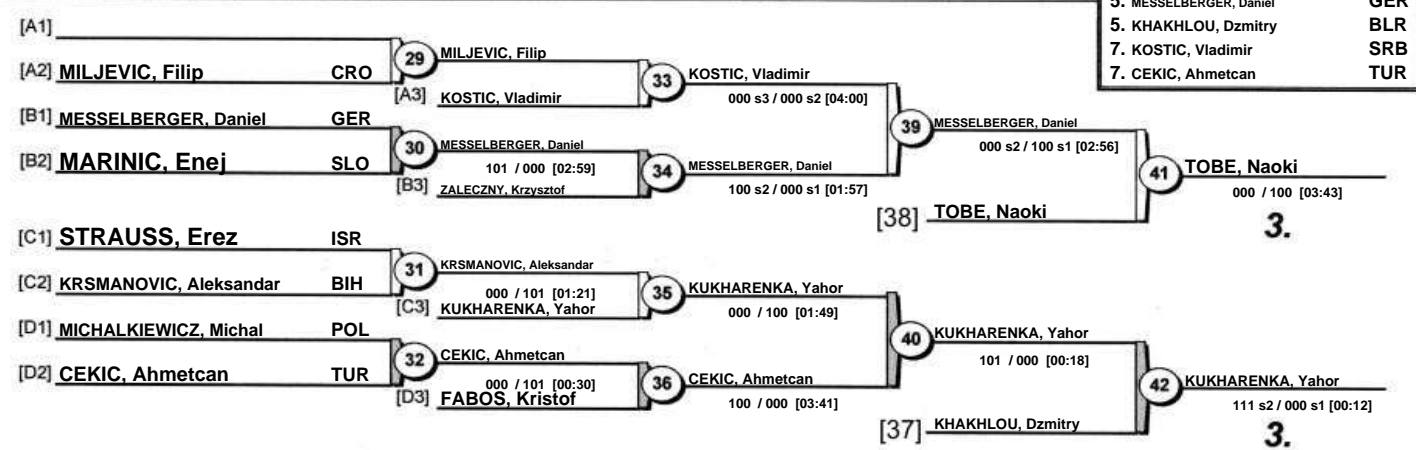 5. MESSELBERGER, Daniel GER
5. KHAKHLOU, Dzmitry BLR
7. KOSTIC, Vladimir SRB
7. CEKIC, Ahmetcan TUR
[A1]
[A2] MILJEVIC, Filip CRO
29
MILJEVIC, Filip
[A3] KOSTIC, Vladimir
33
KOSTIC, Vladimir
000 s3 / 000 s2 [04:00]
[B1] MESSELBERGER, Daniel GER
[B2] MARINIC, Enej SLO
30
MESSELBERGER, Daniel
101 / 000 [02:59]
[B3] ZALECZNY, Krzysztof
34
MESSELBERGER, Daniel
100 s2 / 000 s1 [01:57]
39
MESSELBERGER, Daniel
000 s2 / 100 s1 [02:56]
[38] TOBE, Naoki
41
TOBE, Naoki
000 / 100 [03:43]
3.
[C1] STRAUSS, Erez ISR
[C2] KRSMANOVIC, Aleksandar BIH
31
KRSMANOVIC, Aleksandar
000 / 101 [01:21]
[C3] KUKHARENKA, Yahor
35
KUKHARENKA, Yahor
000 / 100 [01:49]
[D1] MICHALKIEWICZ, Michal POL
[D2] CEKIC, Ahmetcan TUR
32
CEKIC, Ahmetcan
000 / 101 [00:30]
[D3] FABOS, Kristof
36
CEKIC, Ahmetcan
100 / 000 [03:41]
40
KUKHARENKA, Yahor
101 / 000 [00:18]
[37] KHAKHLOU, Dzmitry
42
KUKHARENKA, Yahor
111 s2 / 000 s1 [00:12]
3.